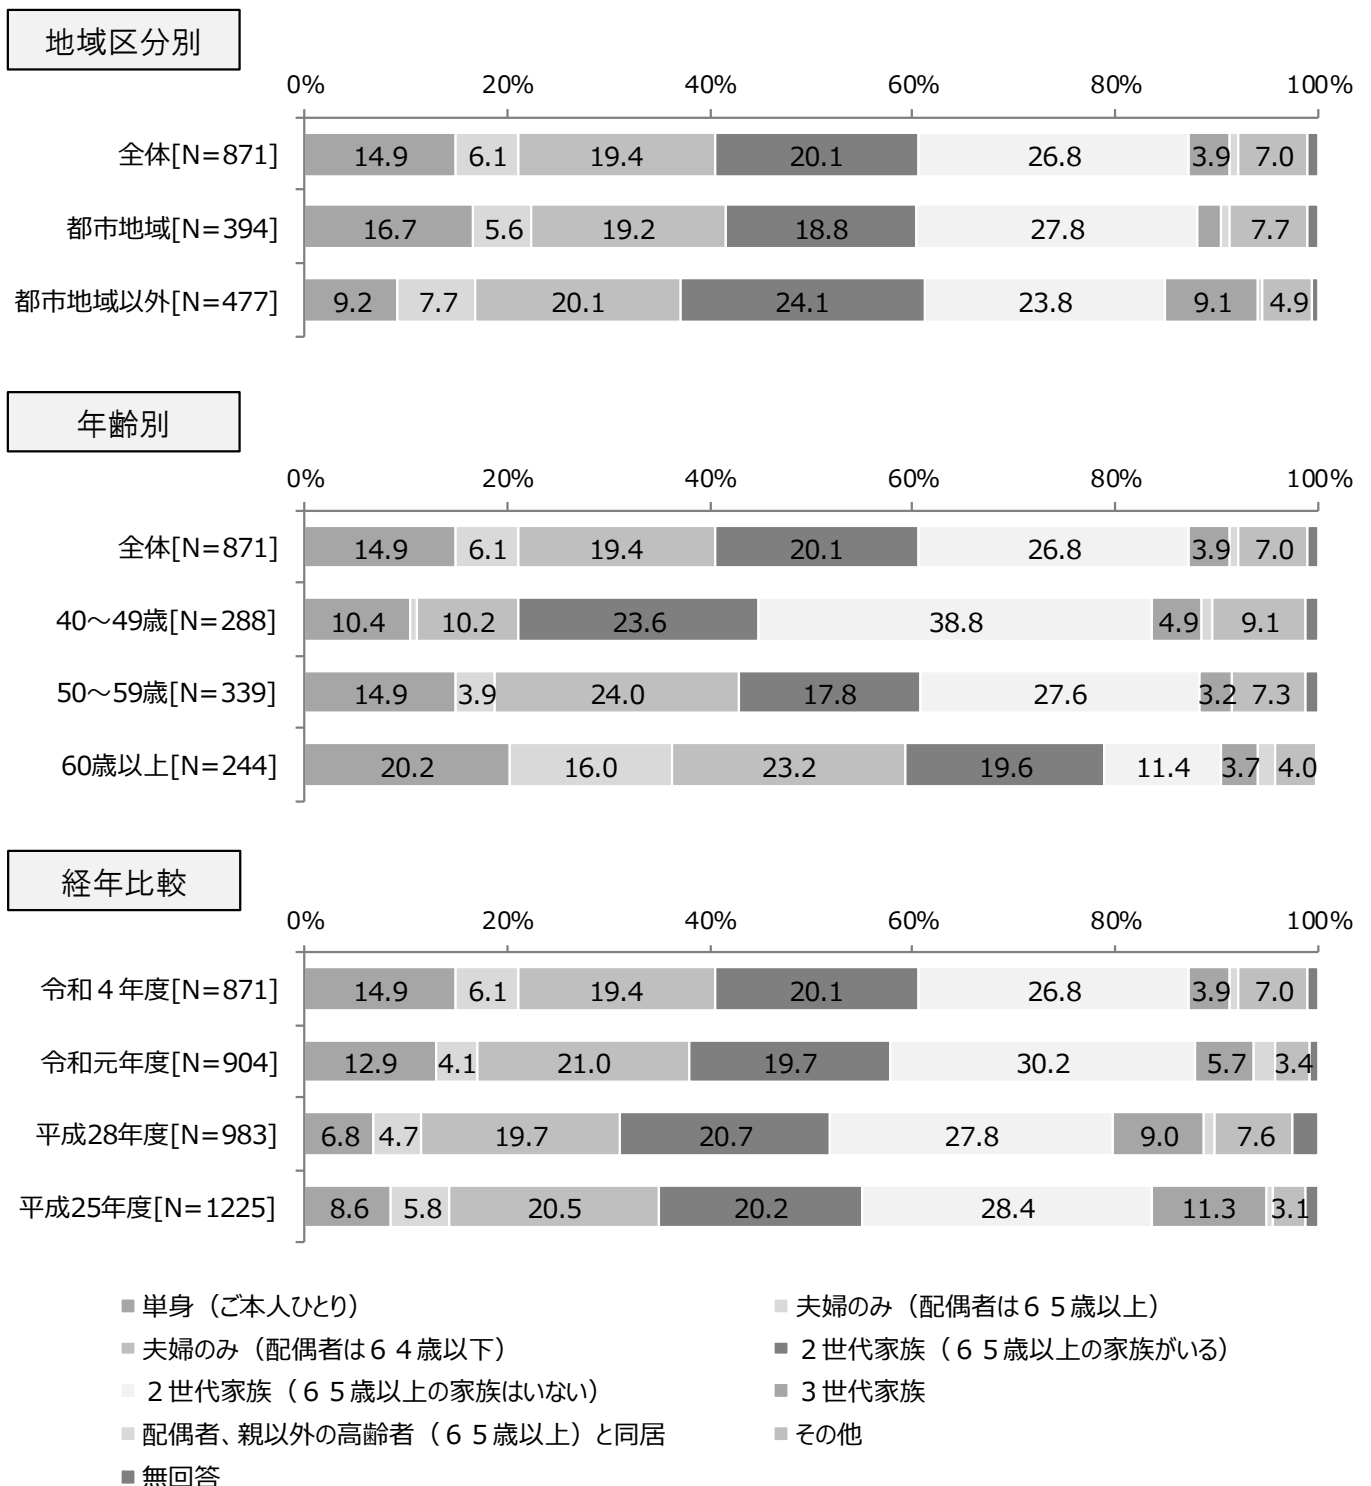 地域区分別
0% 20% 40% 60% 80% 100%
全体[N=871] 14.9 6.1 19.4 20.1 26.8 3.9 7.0
都市地域[N=394] 16.7 5.6 19.2 18.8 27.8 7.7
都市地域以外[N=477] 9.2 7.7 20.1 24.1 23.8 9.1 4.9
年齢別
0% 20% 40% 60% 80% 100%
全体[N=871] 14.9 6.1 19.4 20.1 26.8 3.9 7.0
40～49歳[N=288] 10.4 10.2 23.6 38.8 4.9 9.1
50～59歳[N=339] 14.9 3.9 24.0 17.8 27.6 3.2 7.3
60歳以上[N=244] 20.2 16.0 23.2 19.6 11.4 3.7 4.0
経年比較
0% 20% 40% 60% 80% 100%
令和４年度[N=871] 14.9 6.1 19.4 20.1 26.8 3.9 7.0
令和元年度[N=904] 12.9 4.1 21.0 19.7 30.2 5.7 3.4
平成28年度[N=983] 6.8 4.7 19.7 20.7 27.8 9.0 7.6
平成25年度[N=1225] 8.6 5.8 20.5 20.2 28.4 11.3 3.1
単身（ご本人ひとり） 夫婦のみ（配偶者は６５歳以上）
夫婦のみ（配偶者は６４歳以下） ２世代家族（６５歳以上の家族がいる）
２世代家族（６５歳以上の家族はいない） ３世代家族
配偶者、親以外の高齢者（６５歳以上）と同居 その他
無回答